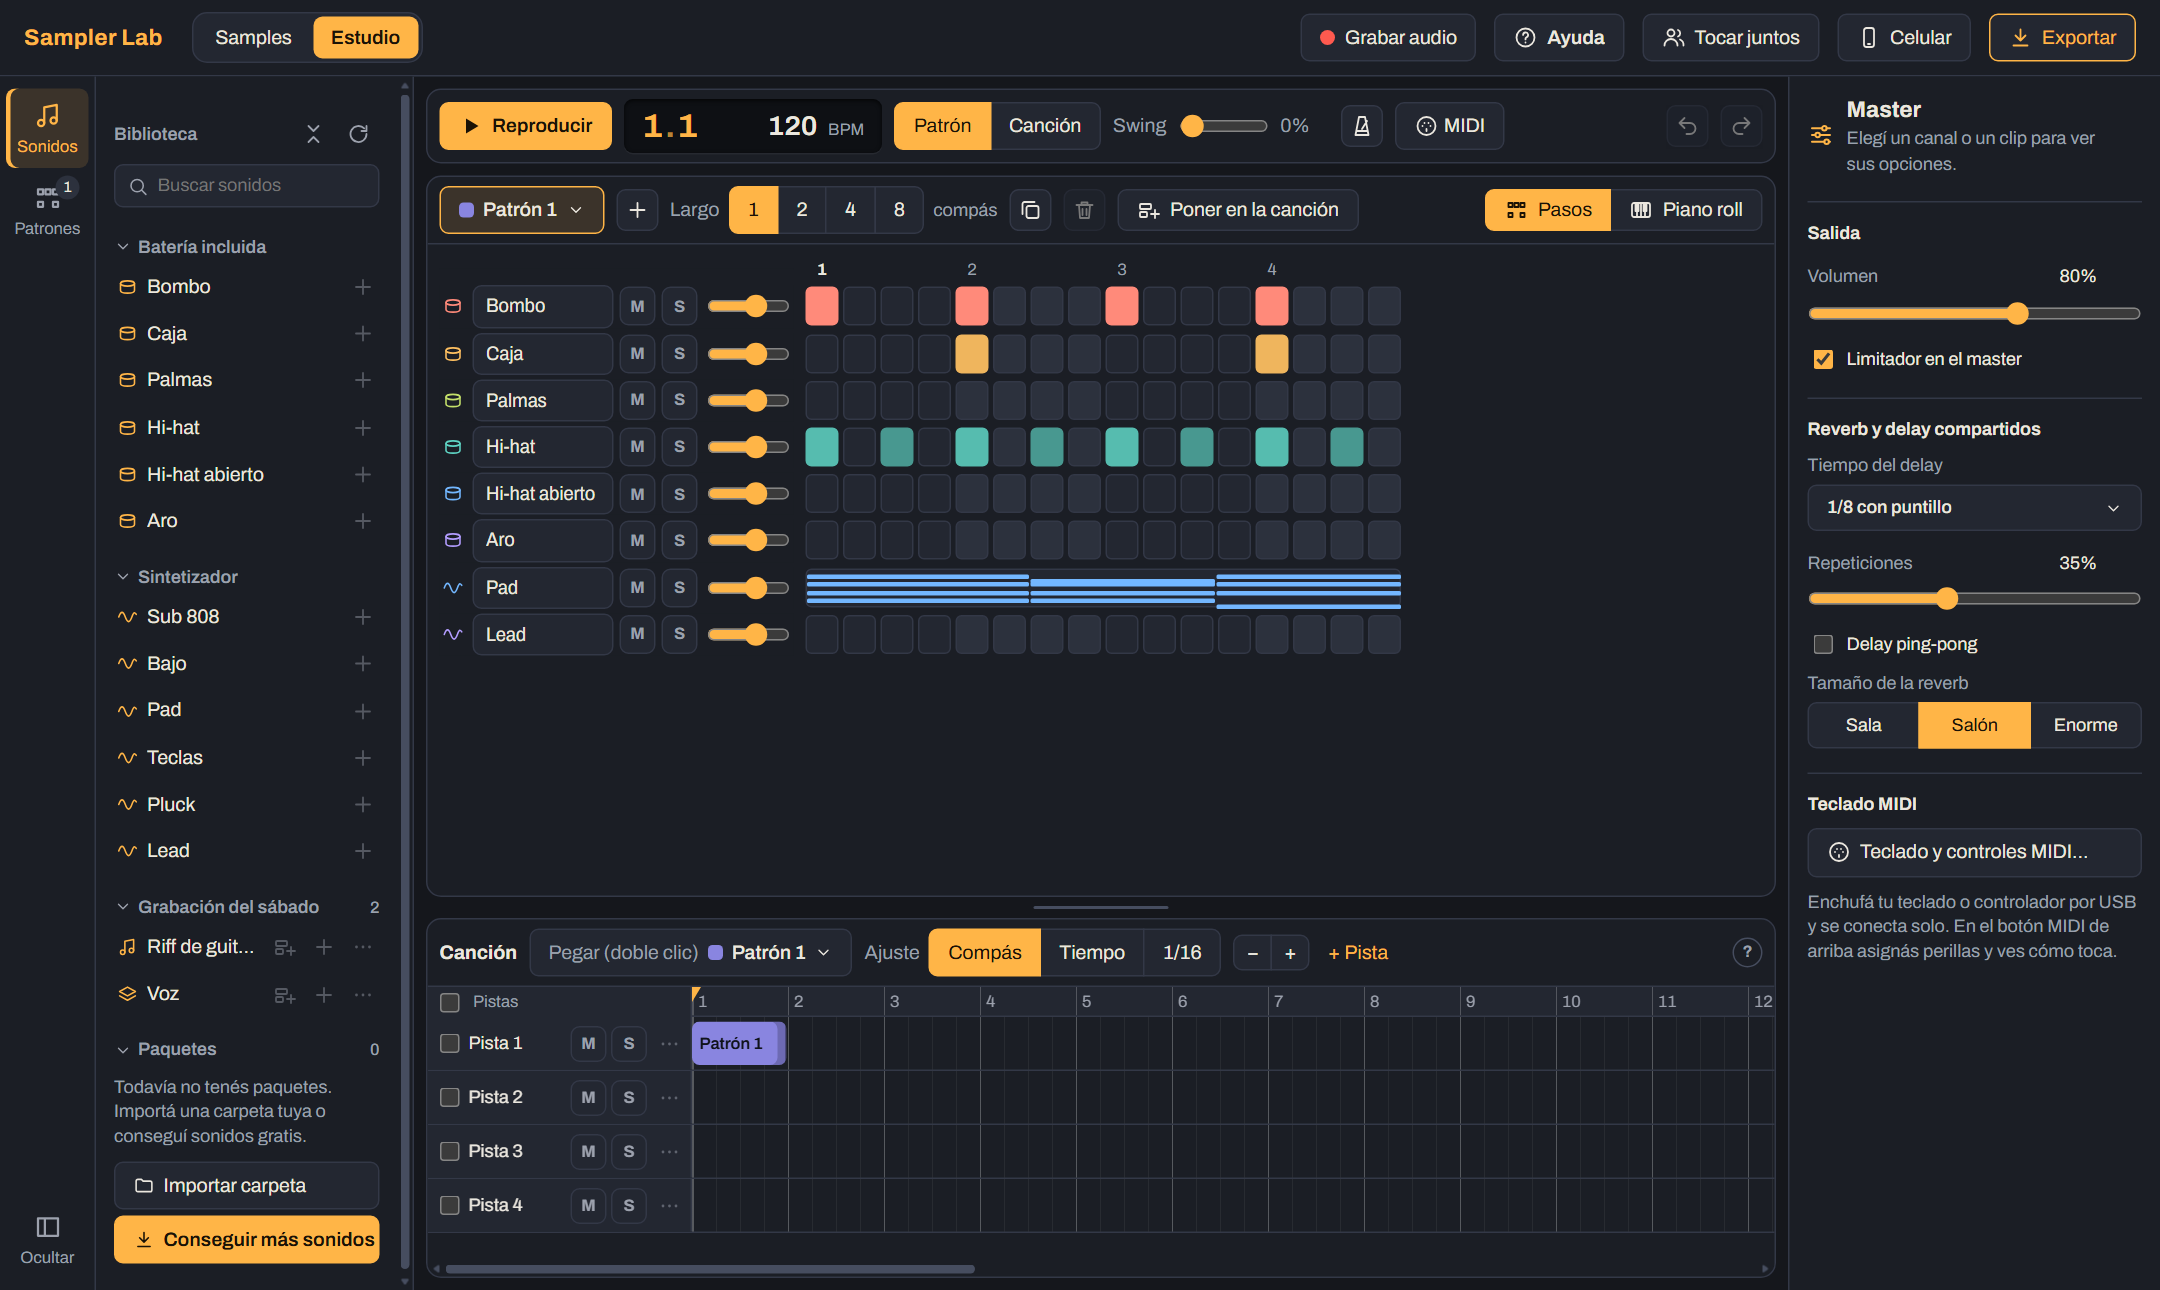 Sampler Lab
Samples
Estudio
Grabar audio
Ayuda
Tocar juntos
Celular
Exportar
Sonidos
1
Patrones
Ocultar
Biblioteca
Buscar sonidos
Batería incluida
Bombo
Caja
Palmas
Hi-hat
Hi-hat abierto
Aro
Sintetizador
Sub 808
Bajo
Pad
Teclas
Pluck
Lead
Grabación del sábado 2
Riff de guit...
Voz
Paquetes 0
Todavía no tenés paquetes.
Importá una carpeta tuya o
conseguí sonidos gratis.
Importar carpeta
Conseguir más sonidos
Reproducir
1.1
120 BPM
Patrón
Canción
Swing
0%
MIDI
Patrón 1
Largo
1 2 4 8
compás
Poner en la canción
Pasos
Piano roll
1 2 3 4
Bombo M S
Caja M S
Palmas M S
Hi-hat M S
Hi-hat abierto M S
Aro M S
Pad M S
Lead M S
Canción
Pegar (doble clic) Patrón 1
Ajuste
Compás
Tiempo
1/16
− +
+ Pista
?
Pistas
1 2 3 4 5 6 7 8 9 10 11 12
Pista 1 M S ...
Patrón 1
Pista 2 M S ...
Pista 3 M S ...
Pista 4 M S ...
Master
Elegí un canal o un clip para ver
sus opciones.
Salida
Volumen 80%
Limitador en el master
Reverb y delay compartidos
Tiempo del delay
1/8 con puntillo
Repeticiones 35%
Delay ping-pong
Tamaño de la reverb
Sala
Salón
Enorme
Teclado MIDI
Teclado y controles MIDI...
Enchufá tu teclado o controlador por USB
y se conecta solo. En el botón MIDI de
arriba asignás perillas y ves cómo toca.